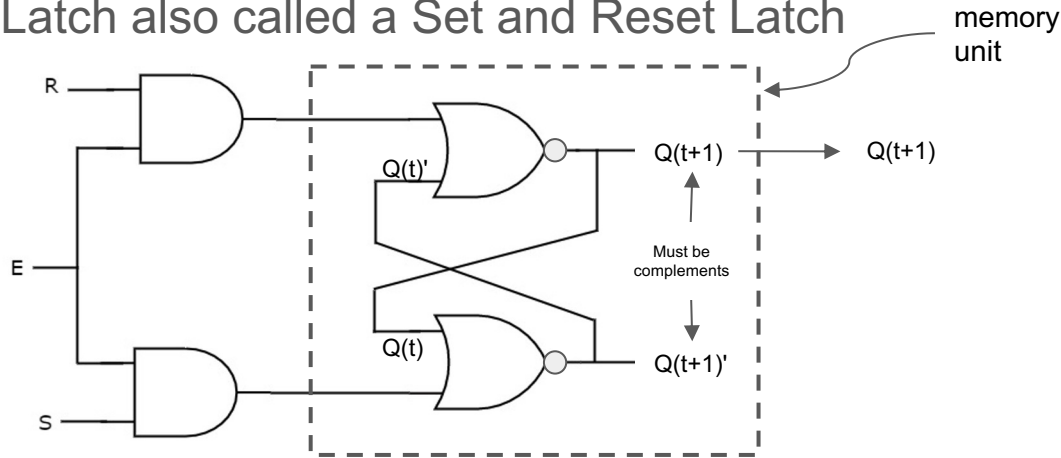 Latch also called a Set and Reset Latch
memory
unit
R
Q(t)'
Q(t+1)
Q(t+1)
E
Must be
complements
Q(t)
Q(t+1)'
S